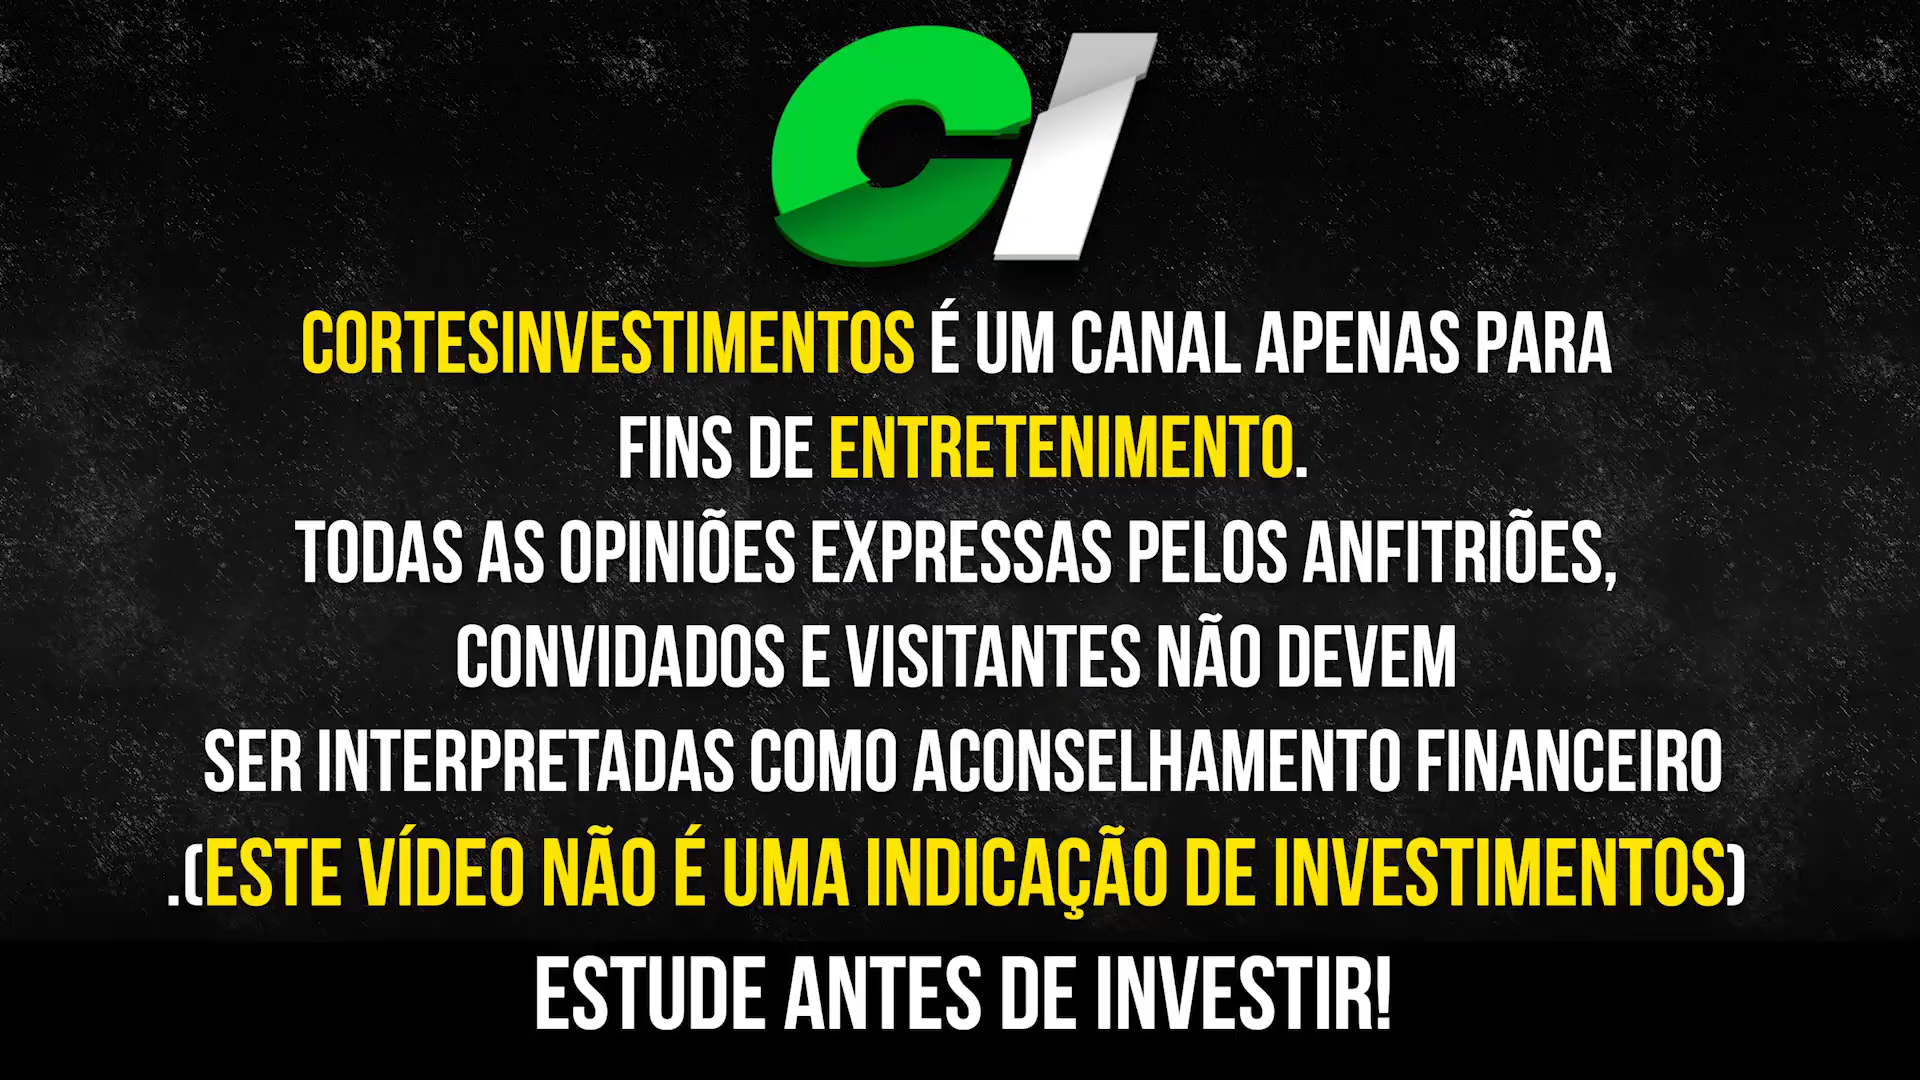 CI
CORTESINVESTIMENTOS É UM CANAL APENAS PARA
FINS DE ENTRETENIMENTO.
TODAS AS OPINIÕES EXPRESSAS PELOS ANFITRIÕES,
CONVIDADOS E VISITANTES NÃO DEVEM
SER INTERPRETADAS COMO ACONSELHAMENTO FINANCEIRO
.(ESTE VÍDEO NÃO É UMA INDICAÇÃO DE INVESTIMENTOS)
ESTUDE ANTES DE INVESTIR!